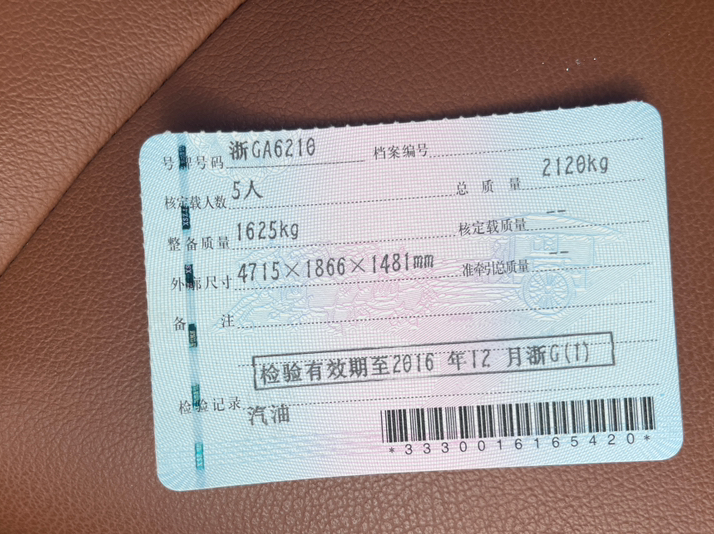 号牌号码 浙GA6210 档案编号
核定载人数 5人 总质量 2120kg
整备质量 1625kg 核定载质量 --
外部尺寸 4715×1866×1481mm 准牵引总质量 --
备注
检验有效期至2016 年12 月浙G(1)
检验记录
汽油
*3330016165420*